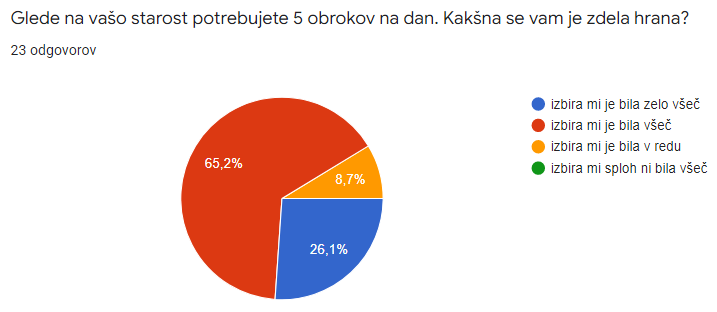 Glede na vašo starost potrebujete 5 obrokov na dan. Kakšna se vam je zdela hrana?
23 odgovorov
izbira mi je bila zelo všeč
izbira mi je bila všeč
izbira mi je bila v redu
izbira mi sploh ni bila všeč
65,2%
8,7%
26,1%